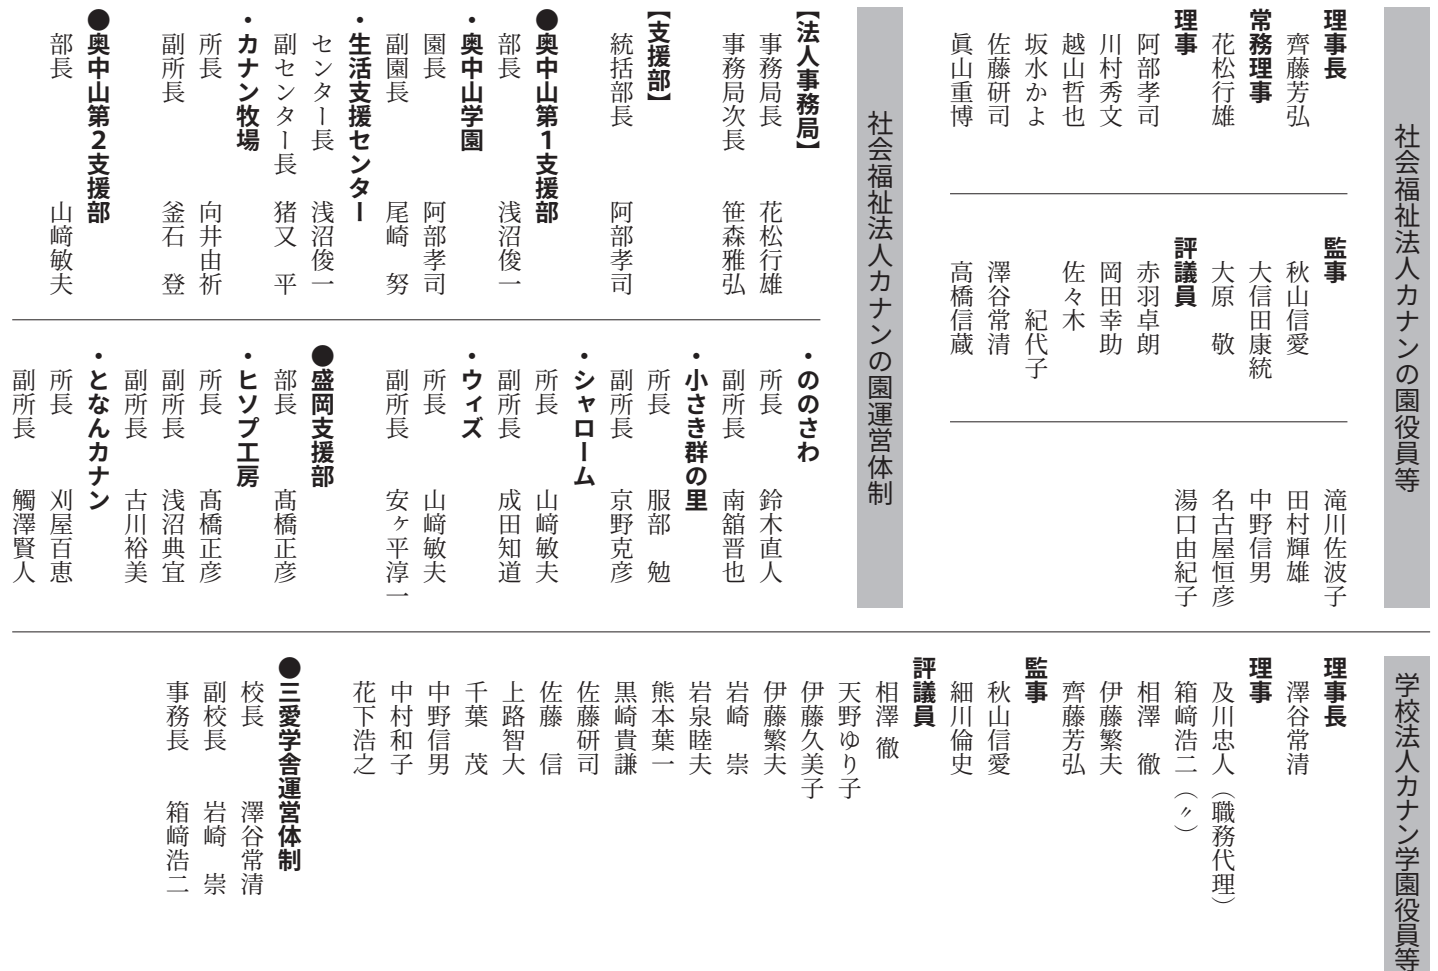 社会福祉法人カナンの園役員等
理事長
齊藤芳弘
常務理事
花松行雄
理事
阿部孝司
川村秀文
越山哲也
坂水かよ
佐藤研司
眞山重博
監事
秋山信愛
大信田康統
大原　敬
評議員
赤羽卓朗
岡田幸助
佐々木
紀代子
澤谷常清
高橋信蔵
滝川佐波子
田村輝雄
中野信男
名古屋恒彦
湯口由紀子
社会福祉法人カナンの園運営体制
【法人事務局】
事務局長　花松行雄
事務局次長　笹森雅弘
【支援部】
統括部長　阿部孝司
●奥中山第1支援部
部長　浅沼俊一
・奥中山学園
園長　阿部孝司
副園長　尾崎　努
・生活支援センター
センター長　浅沼俊一
副センター長　猪又　平
・カナン牧場
所長　向井由祈
副所長　釜石　登
●奥中山第2支援部
部長　山﨑敏夫
・ののさわ
所長　鈴木直人
副所長　南舘晋也
・小さき群の里
所長　服部　勉
副所長　京野克彦
・シャローム
所長　山﨑敏夫
副所長　成田知道
・ウィズ
所長　山﨑敏夫
副所長　安ヶ平淳一
●盛岡支援部
部長　髙橋正彦
・ヒソプ工房
所長　髙橋正彦
副所長　浅沼典宜
副所長　古川裕美
・となんカナン
所長　刈屋百恵
副所長　觸澤賢人
学校法人カナン学園役員等
理事長
澤谷常清
理事
及川忠人（職務代理）
箱﨑浩二（〃）
相澤　徹
伊藤繁夫
齊藤芳弘
監事
秋山信愛
細川倫史
評議員
相澤　徹
天野ゆり子
伊藤久美子
伊藤繁夫
岩崎　崇
岩泉睦夫
熊本葉一
黒崎貴謙
佐藤研司
佐藤　信
上路智大
千葉　茂
中野信男
中村和子
花下浩之
●三愛学舎運営体制
校長　澤谷常清
副校長　岩崎　崇
事務長　箱﨑浩二